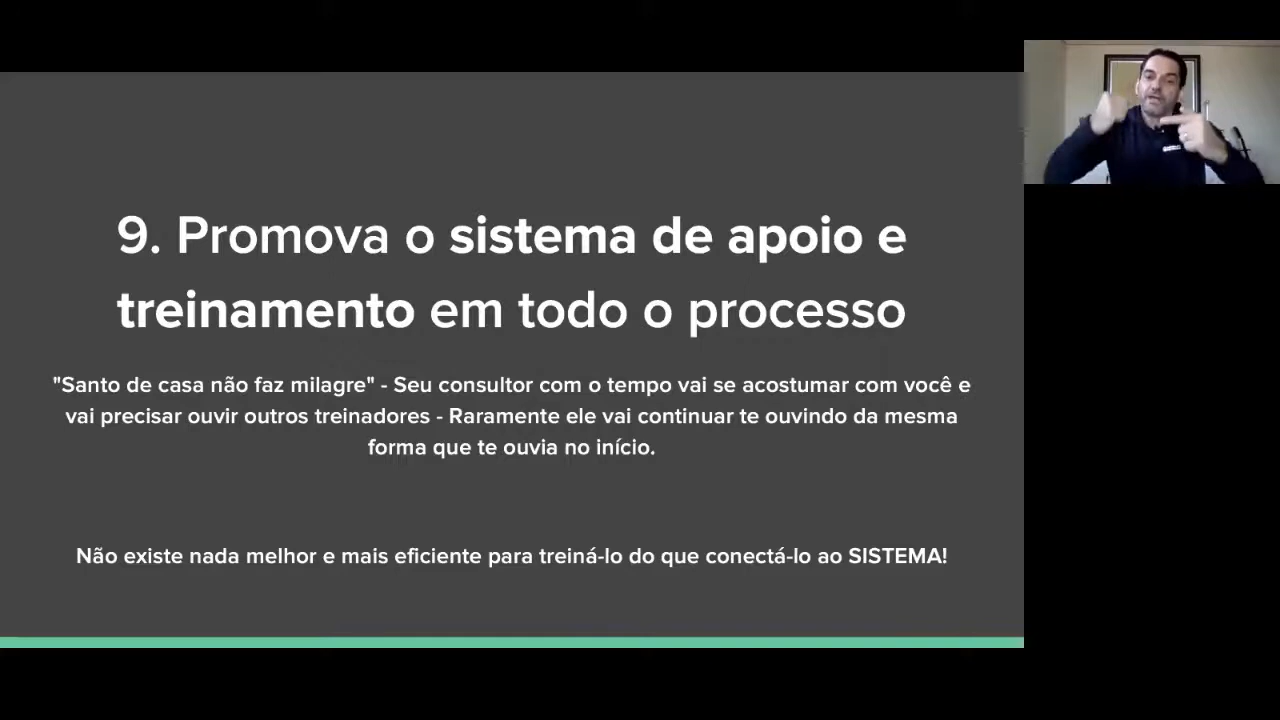 9. Promova o sistema de apoio e
treinamento em todo o processo
"Santo de casa não faz milagre" - Seu consultor com o tempo vai se acostumar com você e
vai precisar ouvir outros treinadores - Raramente ele vai continuar te ouvindo da mesma
forma que te ouvia no início.
Não existe nada melhor e mais eficiente para treiná-lo do que conectá-lo ao SISTEMA!